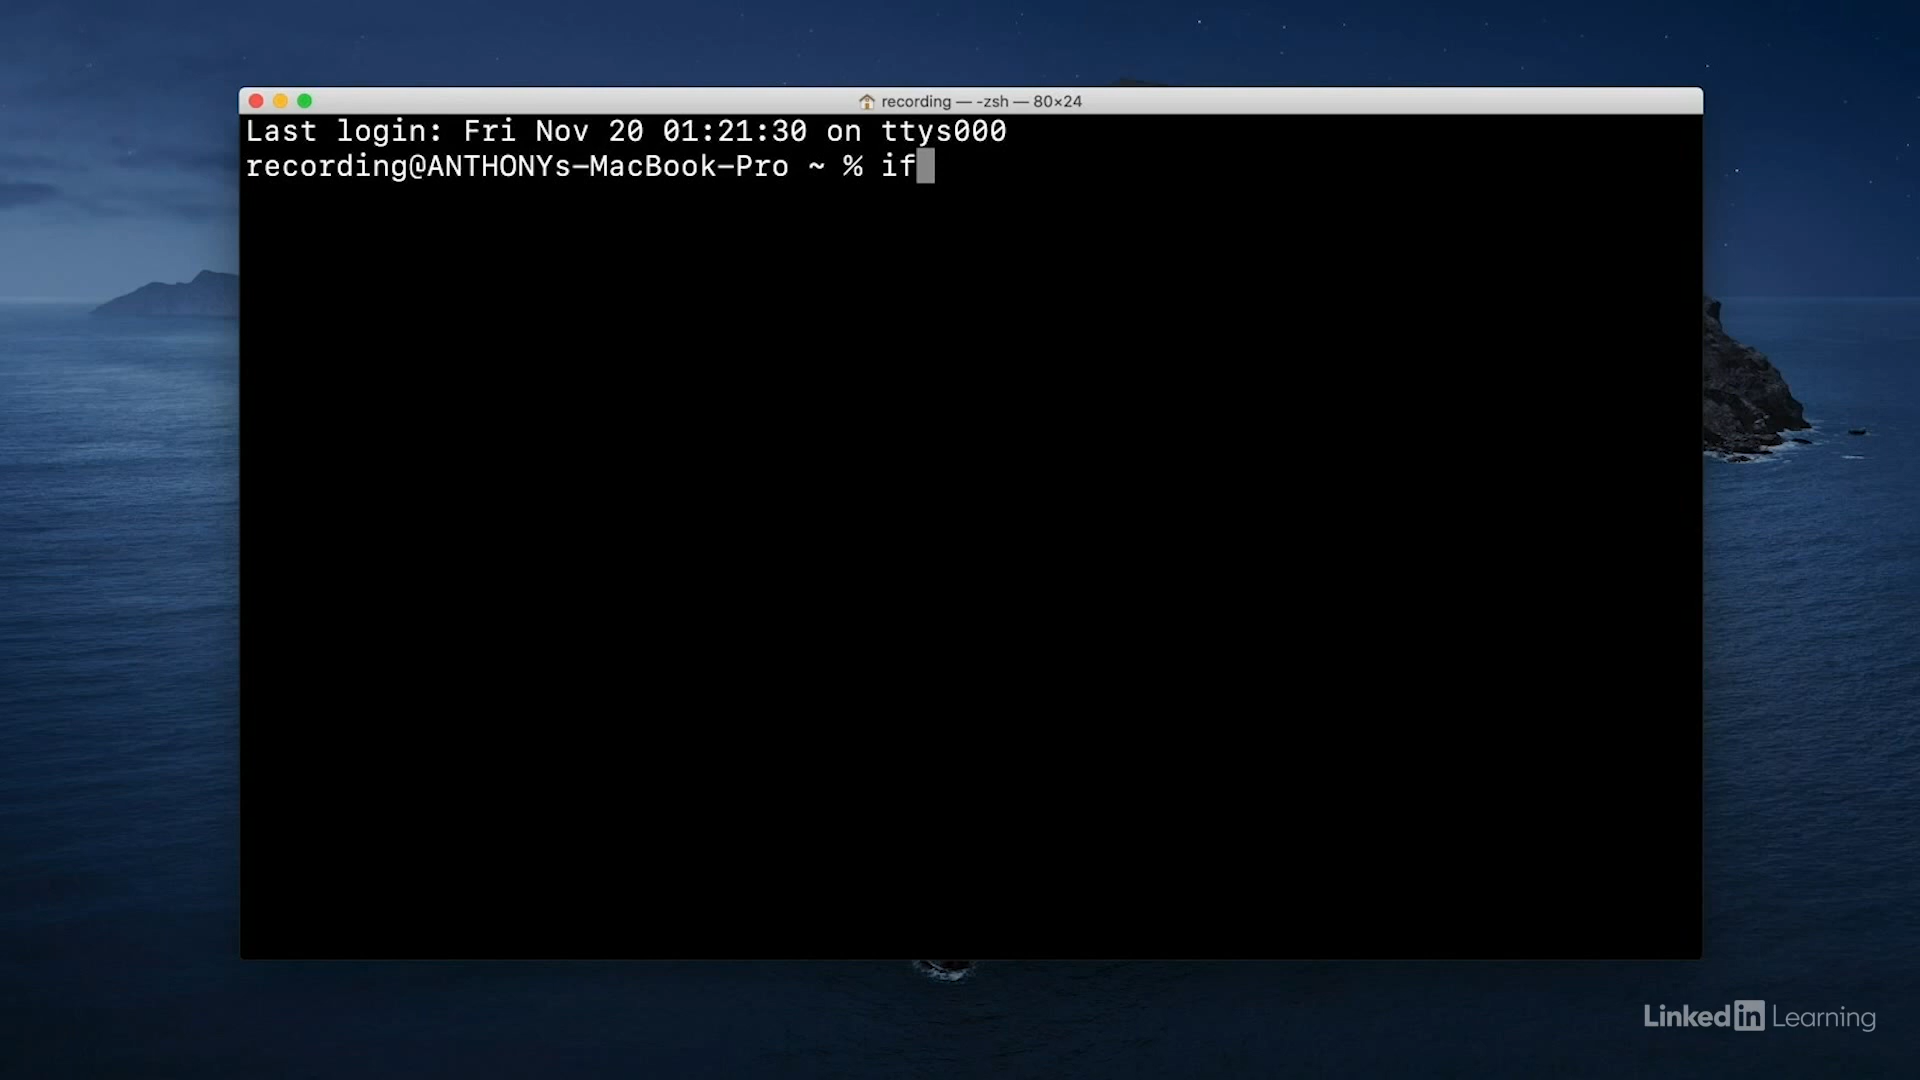 recording — -zsh — 80×24
Last login: Fri Nov 20 01:21:30 on ttys000
recording@ANTHONYs-MacBook-Pro ~ % if
Linked in Learning